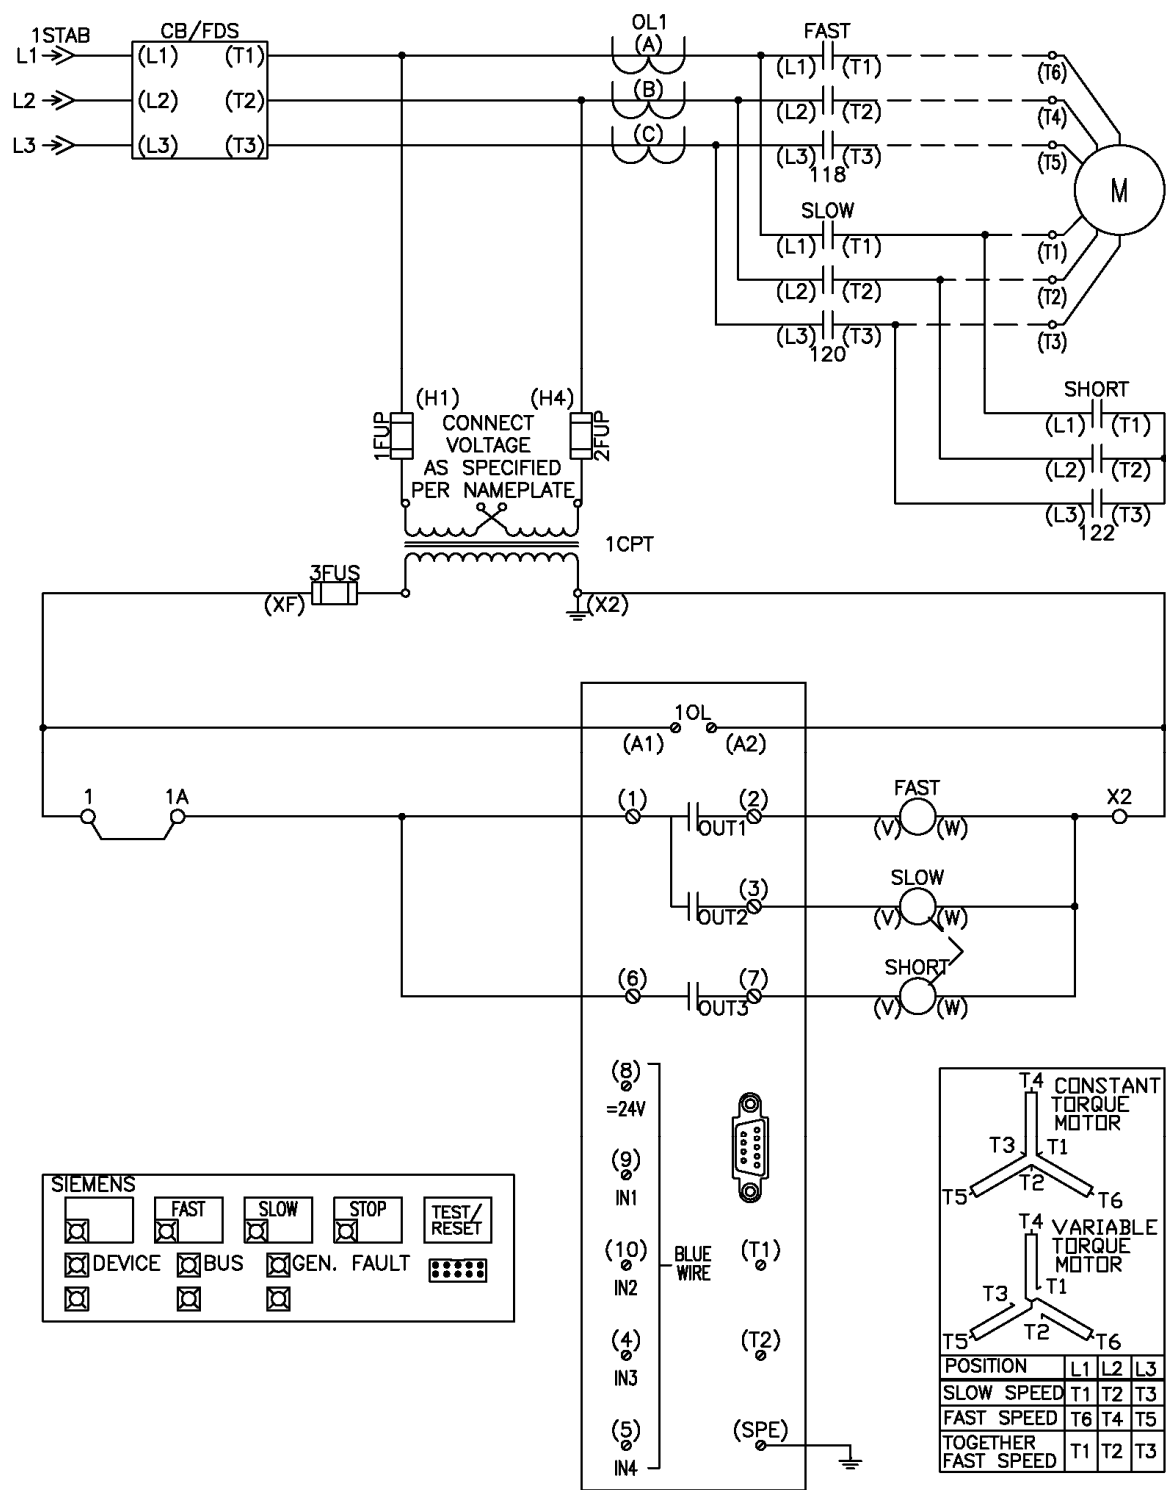 1STAB
CB/FDS
OL1
FAST
L1
(L1)
(T1)
(A)
(L1)
(T1)
(T6)
L2
(L2)
(T2)
(B)
(L2)
(T2)
(T4)
L3
(L3)
(T3)
(C)
(L3)
(T3)
(T5)
118
M
SLOW
(L1)
(T1)
(T1)
(L2)
(T2)
(T2)
(L3)
(T3)
(T3)
120
SHORT
(L1)
(T1)
(L2)
(T2)
(L3)
(T3)
122
(H1)
(H4)
1FUP
2FUP
CONNECT
VOLTAGE
AS SPECIFIED
PER NAMEPLATE
1CPT
3FUS
(XF)
(X2)
1OL
(A1)
(A2)
1
1A
(1)
(2)
OUT1
FAST
(V)
(W)
X2
(3)
OUT2
SLOW
(V)
(W)
(6)
(7)
OUT3
SHORT
(V)
(W)
(8)
=24V
(9)
IN1
(10)
IN2
BLUE
WIRE
(4)
IN3
(5)
IN4
(T1)
(T2)
(SPE)
SIEMENS
FAST
SLOW
STOP
TEST/
RESET
DEVICE
BUS
GEN. FAULT
T4
CONSTANT
TORQUE
MOTOR
T3
T1
T2
T5
T6
T4
VARIABLE
TORQUE
MOTOR
T3
T1
T2
T5
T6
POSITION L1 L2 L3
SLOW SPEED T1 T2 T3
FAST SPEED T6 T4 T5
TOGETHER
FAST SPEED T1 T2 T3